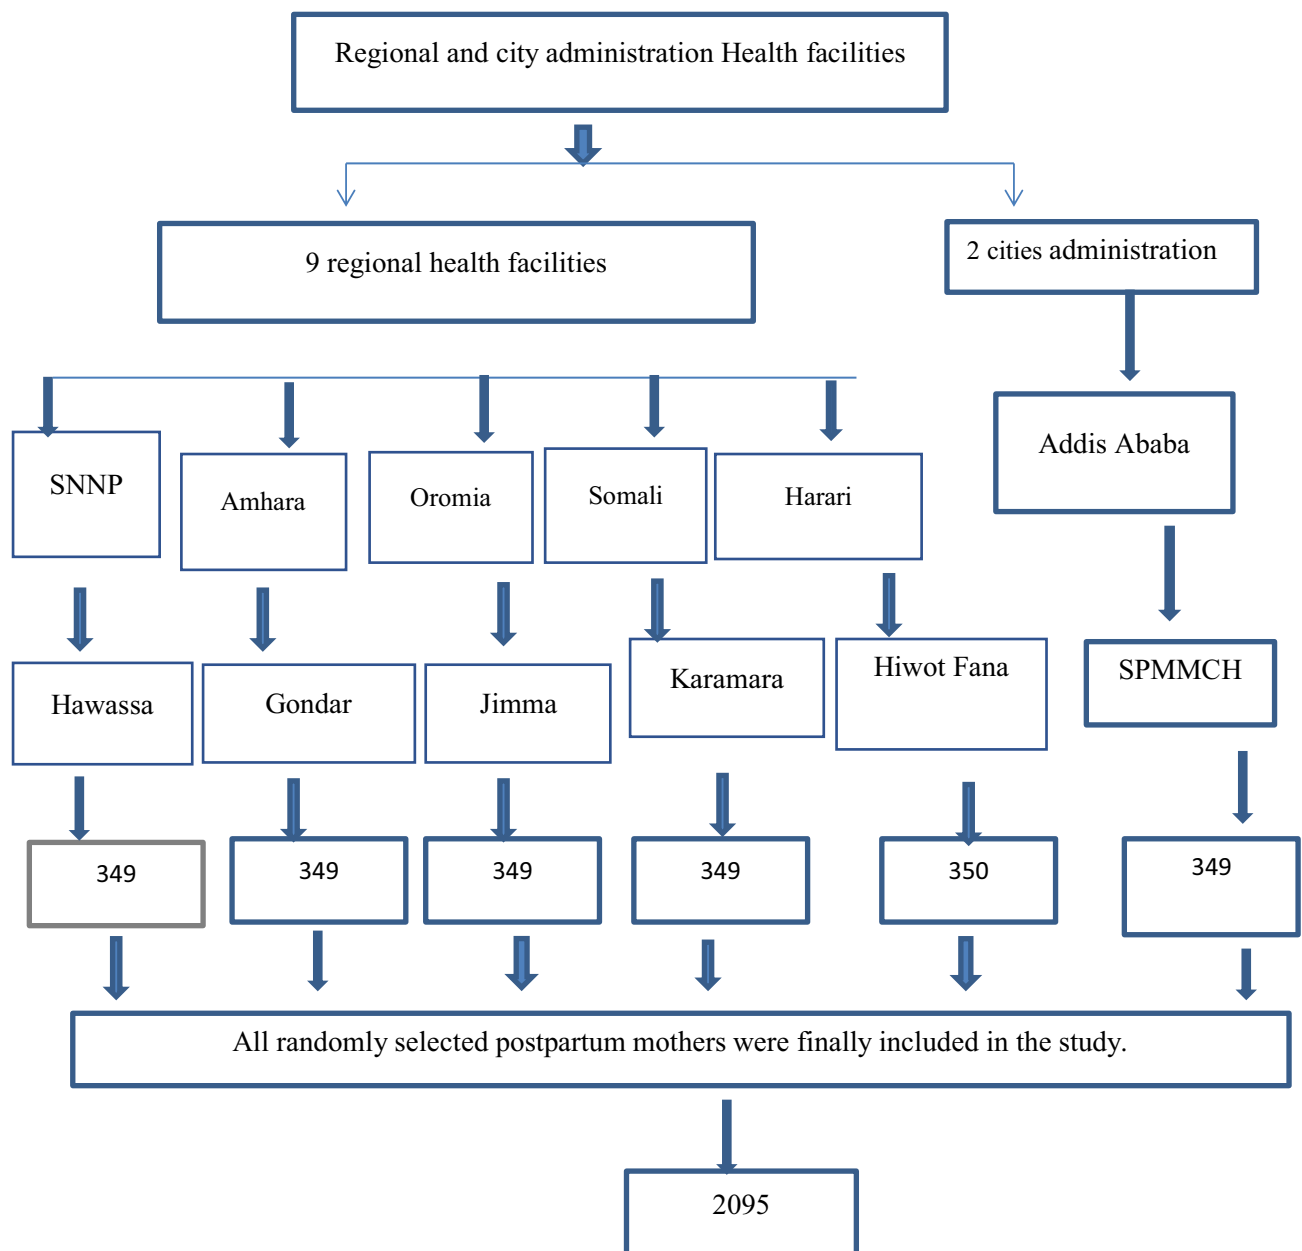 Regional and city administration Health facilities
9 regional health facilities
2 cities administration
SNNP
Amhara
Oromia
Somali
Harari
Addis Ababa
Hawassa
Gondar
Jimma
Karamara
Hiwot Fana
SPMMCH
349
349
349
349
350
349
All randomly selected postpartum mothers were finally included in the study.
2095